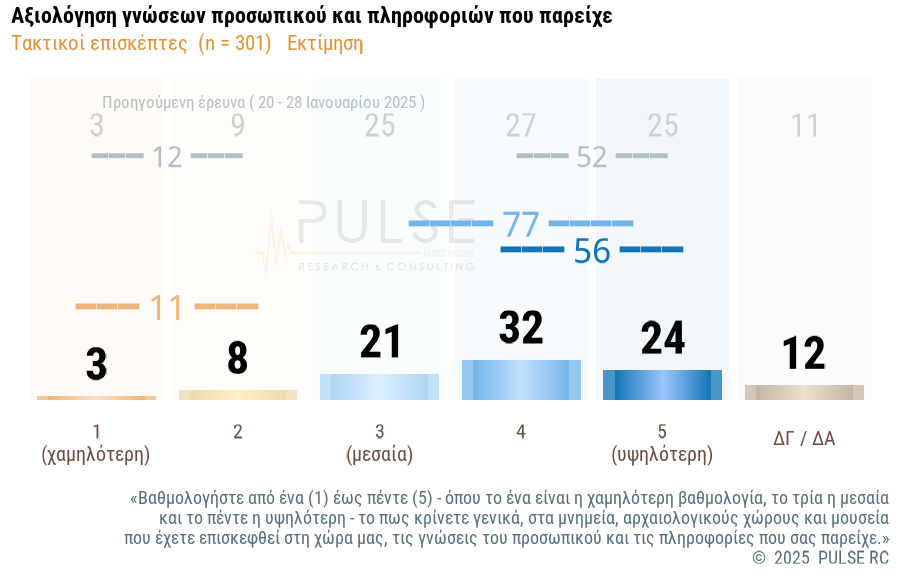 Αξιολόγηση γνώσεων προσωπικού και πληροφοριών που παρείχε
Τακτικοί επισκέπτες (n = 301) Εκτίμηση
Προηγούμενη έρευνα ( 20 - 28 Ιανουαρίου 2025 )
3 9 25 27 25 11
12 52
PULSE
77
56
RESEARCH & CONSULTING
11
3 8 21 32 24 12
1 2 3 4 5 ΔΓ / ΔΑ
(χαμηλότερη) (μεσαία) (υψηλότερη)
«Βαθμολογήστε από ένα (1) έως πέντε (5) - όπου το ένα είναι η χαμηλότερη βαθμολογία, το τρία η μεσαία
και το πέντε η υψηλότερη - το πως κρίνετε γενικά, στα μνημεία, αρχαιολογικούς χώρους και μουσεία
που έχετε επισκεφθεί στη χώρα μας, τις γνώσεις του προσωπικού και τις πληροφορίες που σας παρείχε.»
© 2025 PULSE RC